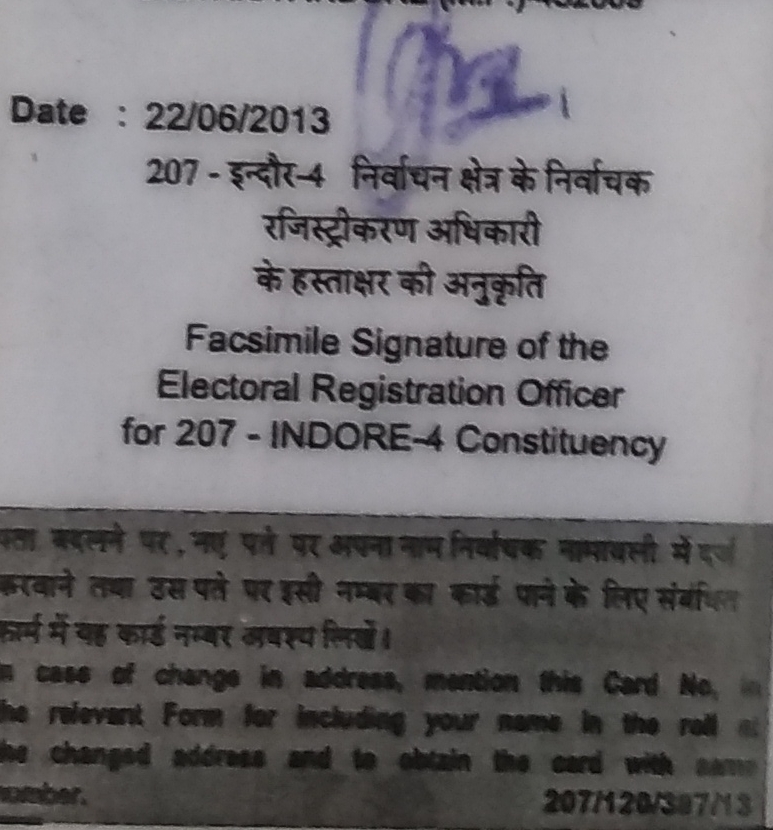 Date : 22/06/2013
207 - इन्दौर-4 निर्वाचन क्षेत्र के निर्वाचक
रजिस्ट्रीकरण अधिकारी
के हस्ताक्षर की अनुकृति
Facsimile Signature of the
Electoral Registration Officer
for 207 - INDORE-4 Constituency
पता बदलने पर, नए पते पर अपना नाम निर्वाचक नामावली में दर्ज
करवाने तथा उस पते पर इसी नम्बर का कार्ड पाने के लिए संबंधित
फार्म में यह कार्ड नम्बर अवश्य लिखें।
in case of change in address, mention this Card No. in
the relevant Form for including your name in the roll at
the changed address and to obtain the card with same
number. 207/120/397/13